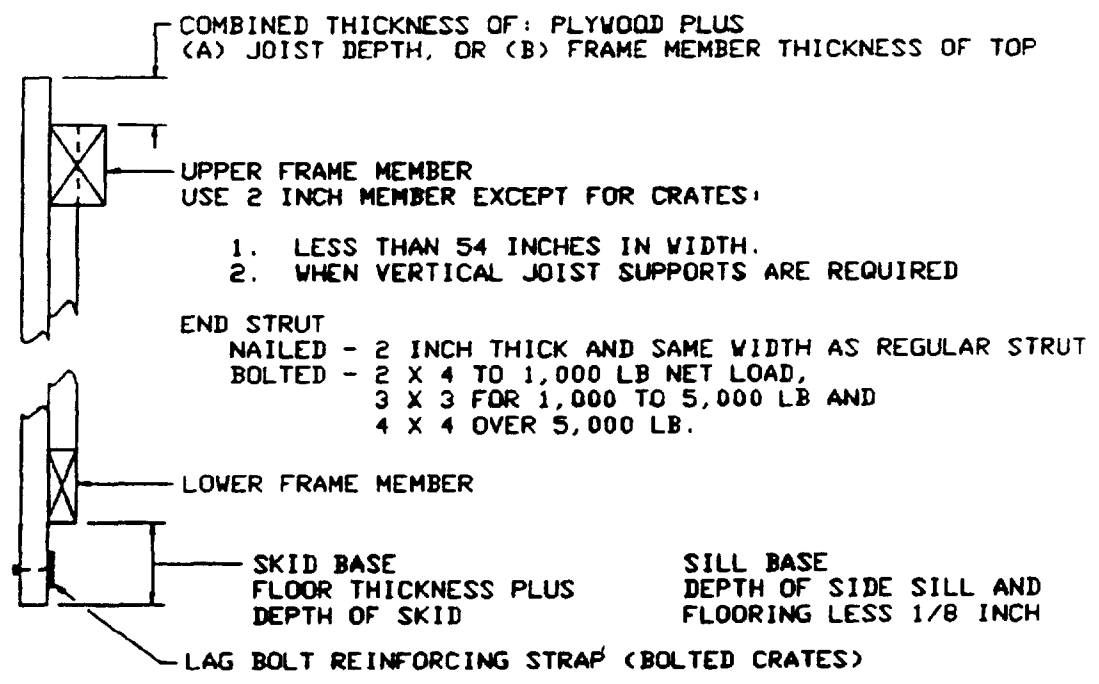 COMBINED THICKNESS OF: PLYWOOD PLUS
(A) JOIST DEPTH, OR (B) FRAME MEMBER THICKNESS OF TOP
UPPER FRAME MEMBER
USE 2 INCH MEMBER EXCEPT FOR CRATES:
1. LESS THAN 54 INCHES IN WIDTH.
2. WHEN VERTICAL JOIST SUPPORTS ARE REQUIRED
END STRUT
NAILED - 2 INCH THICK AND SAME WIDTH AS REGULAR STRUT
BOLTED - 2 X 4 TO 1,000 LB NET LOAD,
3 X 3 FOR 1,000 TO 5,000 LB AND
4 X 4 OVER 5,000 LB.
LOWER FRAME MEMBER
SKID BASE
FLOOR THICKNESS PLUS
DEPTH OF SKID
SILL BASE
DEPTH OF SIDE SILL AND
FLOORING LESS 1/8 INCH
LAG BOLT REINFORCING STRAP (BOLTED CRATES)